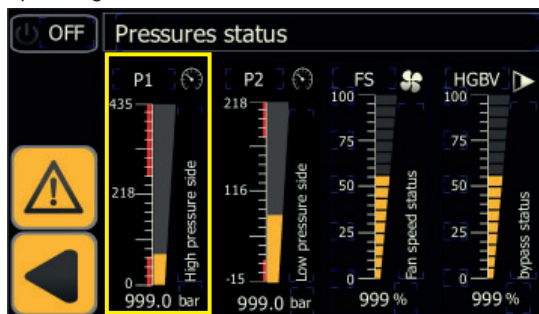 OFF Pressures status
P1 P2 FS HGBV
435 218 100 100
75 75
218 116 50 50
25 25
0 -15 0 0
High pressure side
Low pressure side
Fan speed status
bypass status
999.0 bar 999.0 bar 999 % 999 %